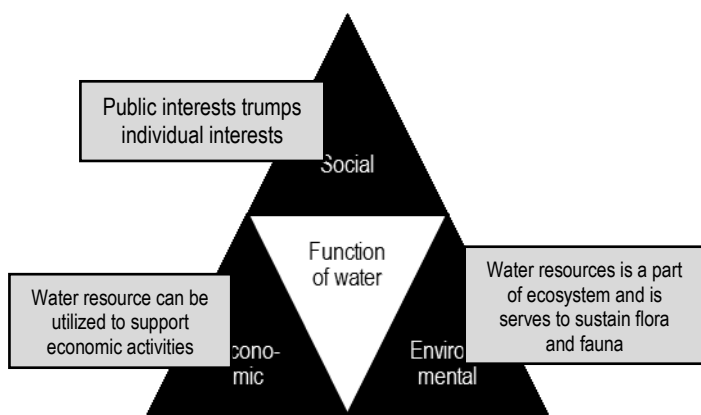 Public interests trumps
individual interests
Social
Function
of water
Water resource can be
utilized to support
economic activities
Water resources is a part
of ecosystem and is
serves to sustain flora
and fauna
cono-
mic
Enviro
mental